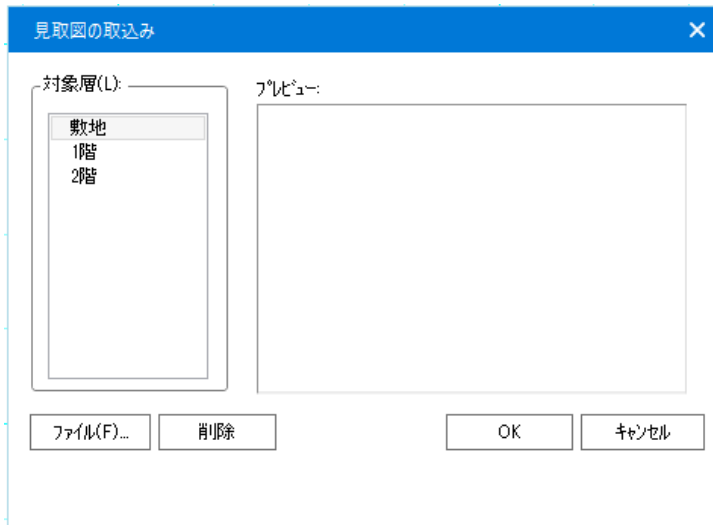 見取図の取込み
対象層(L):
敷地
1階
2階
ﾌﾟﾚﾋﾞｭｰ:
ﾌｧｲﾙ(F)...
削除
OK
ｷｬﾝｾﾙ